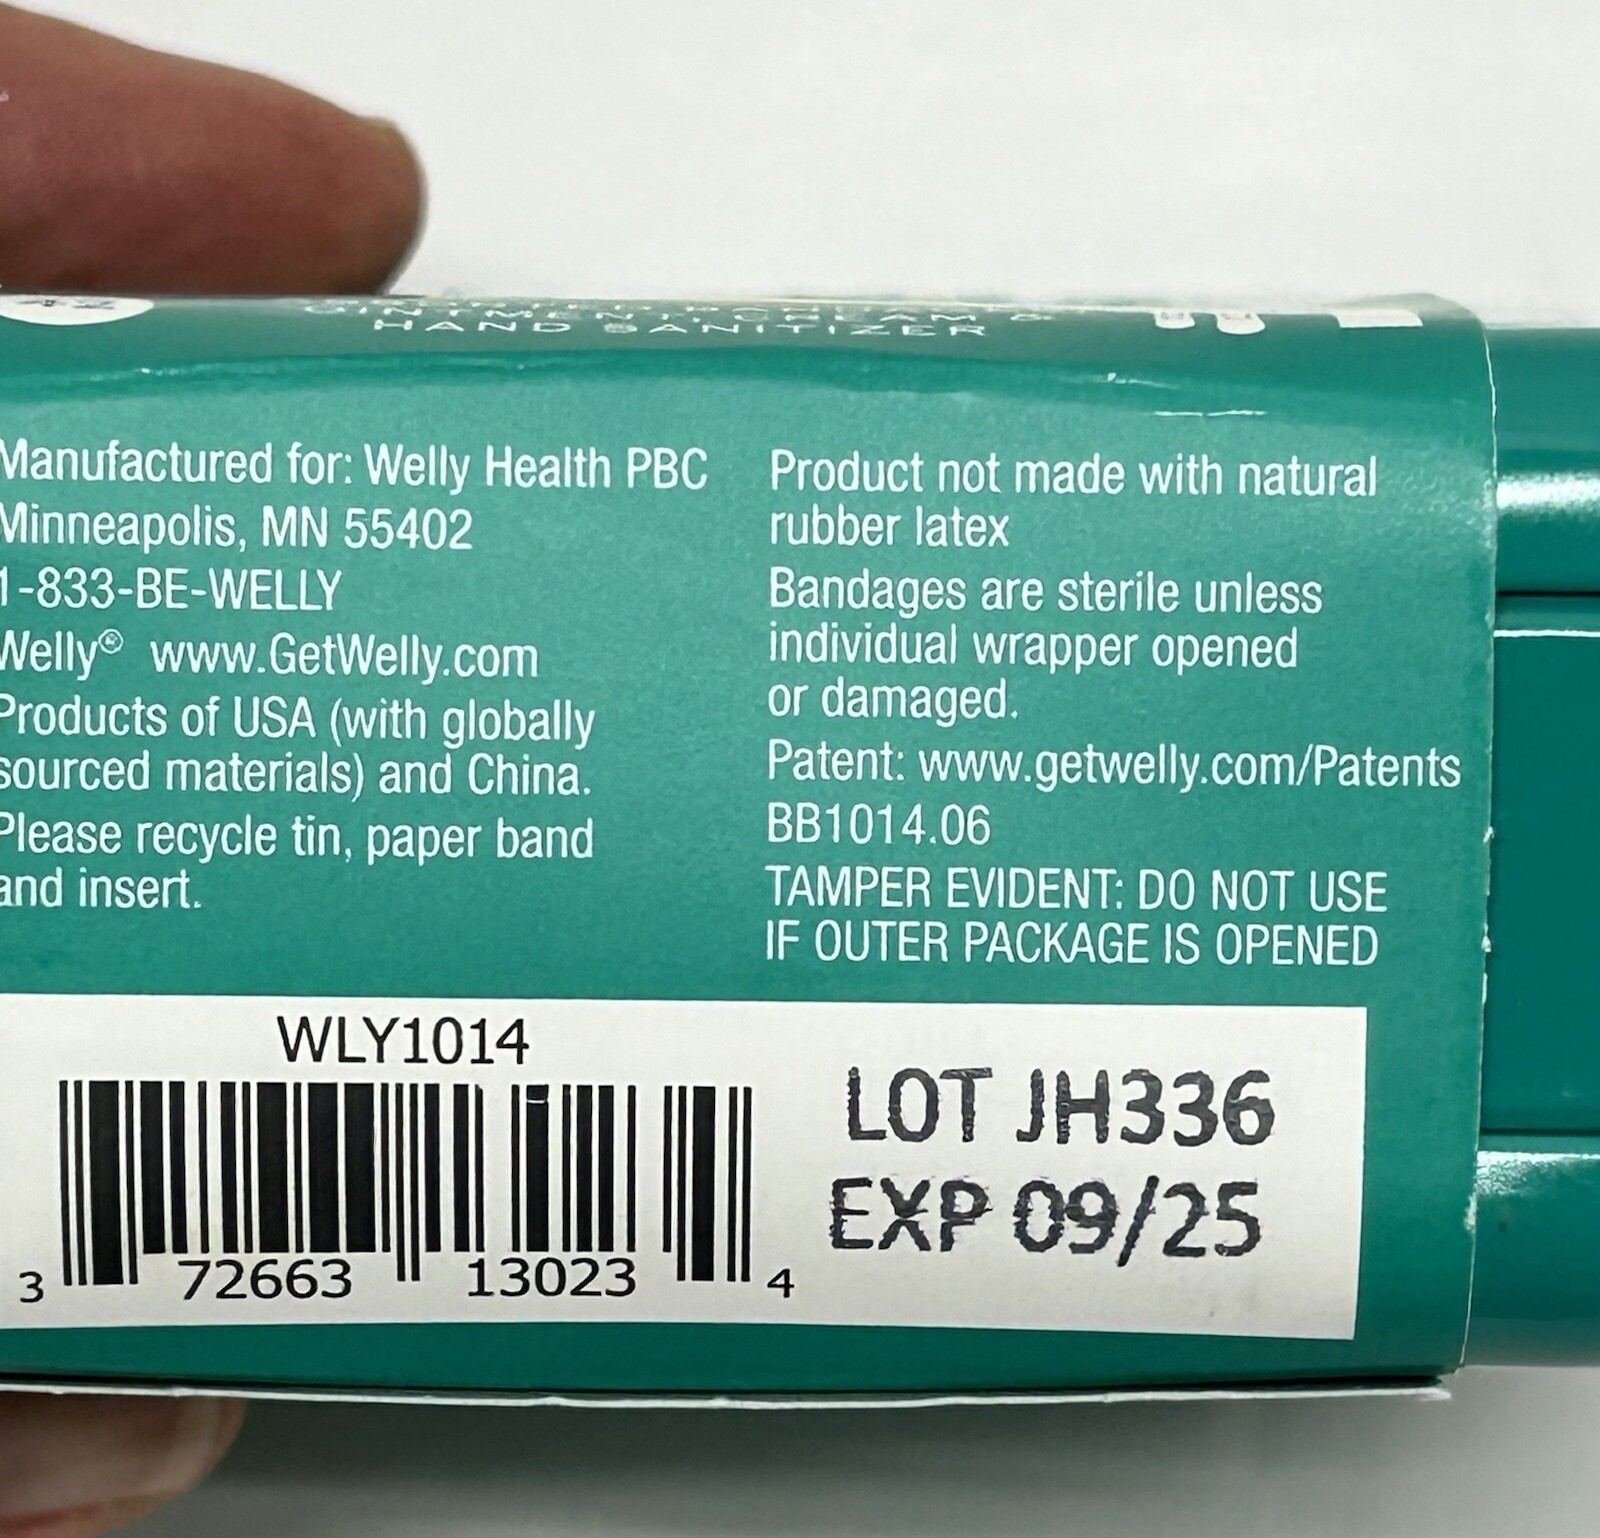 HAND SANITIZER
Manufactured for: Welly Health PBC
Minneapolis, MN 55402
1-833-BE-WELLY
Welly® www.GetWelly.com
Products of USA (with globally
sourced materials) and China.
Please recycle tin, paper band
and insert.
Product not made with natural
rubber latex
Bandages are sterile unless
individual wrapper opened
or damaged.
Patent: www.getwelly.com/Patents
BB1014.06
TAMPER EVIDENT: DO NOT USE
IF OUTER PACKAGE IS OPENED
WLY1014
3 72663 13023 4
LOT JH336
EXP 09/25